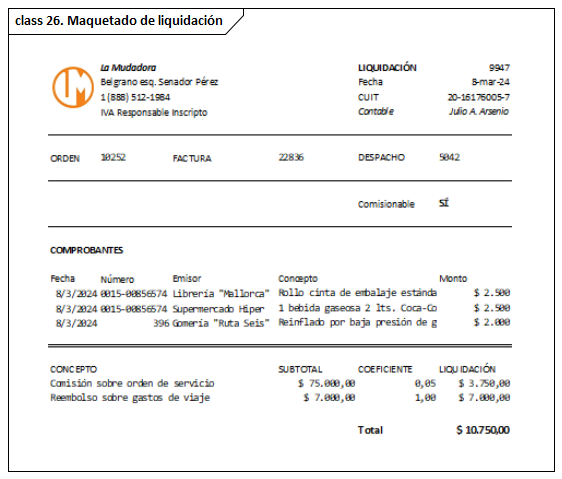 class 26. Maquetado de liquidación
La Mudadora LIQUIDACIÓN 9947
Belgrano esq. Senador Pérez Fecha 8-mar-24
1 (888) 512-1984 CUIT 20-16176005-7
IVA Responsable Inscripto Contable Julio A. Arsenio
ORDEN 10252 FACTURA 22836 DESPACHO 5042
Comisionable SÍ
COMPROBANTES
Fecha Número Emisor Concepto Monto
8/3/2024 0015-00856574 Librería "Mallorca" Rollo cinta de embalaje estánda $ 2.500
8/3/2024 0015-00856574 Supermercado Hiper 1 bebida gaseosa 2 lts. Coca-Co $ 2.500
8/3/2024 396 Gomería "Ruta Seis" Reinflado por baja presión de g $ 2.000
CONCEPTO SUBTOTAL COEFICIENTE LIQUIDACIÓN
Comisión sobre orden de servicio $ 75.000,00 0,05 $ 3.750,00
Reembolso sobre gastos de viaje $ 7.000,00 1,00 $ 7.000,00
Total $ 10.750,00